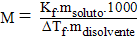 M = K_f.m_soluto.1000
ΔT_f.m_disolvente